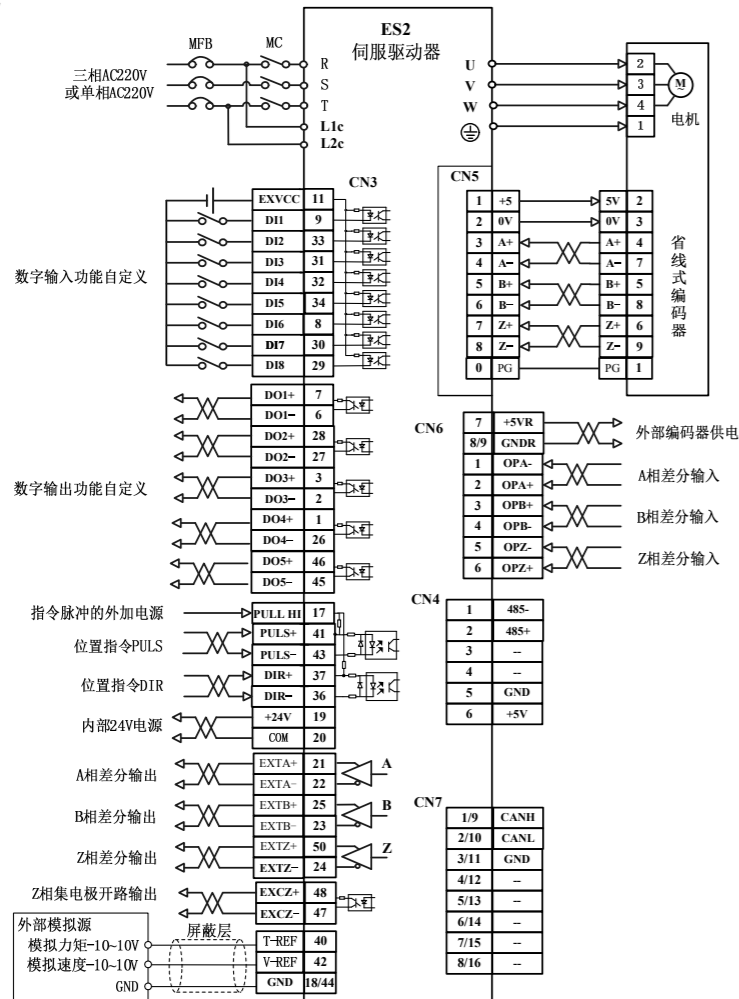 ES2
伺服驱动器
MFB MC
三相AC220V
或单相AC220V
R
S
T
L1c
L2c
U
V
W
2
3
4
1
M
电机
CN3
EXVCC 11
DI1 9
DI2 33
DI3 31
DI4 32
DI5 34
DI6 8
DI7 30
DI8 29
数字输入功能自定义
DO1+ 7
DO1- 6
DO2+ 28
DO2- 27
DO3+ 3
DO3- 2
DO4+ 1
DO4- 26
DO5+ 46
DO5- 45
数字输出功能自定义
指令脉冲的外加电源
PULL HI 17
位置指令PULS
PULS+ 41
PULS- 43
位置指令DIR
DIR+ 37
DIR- 36
内部24V电源
+24V 19
COM 20
A相差分输出
EXTA+ 21
EXTA- 22
A
B相差分输出
EXTB+ 25
EXTB- 23
B
Z相差分输出
EXTZ+ 50
EXTZ- 24
Z
Z相集电极开路输出
EXCZ+ 48
EXCZ- 47
外部模拟源
屏蔽层
模拟力矩-10~10V
T-REF 40
模拟速度-10~10V
V-REF 42
GND
GND 18/44
CN5
1 +5 5V 2
2 0V 0V 3
3 A+ A+ 4
4 A- A- 7
5 B+ B+ 5
6 B- B- 8
7 Z+ Z+ 6
8 Z- Z- 9
0 PG PG 1
省线式编码器
CN6
7 +5VR
8/9 GNDR
外部编码器供电
1 OPA-
2 OPA+
A相差分输入
3 OPB+
4 OPB-
B相差分输入
5 OPZ-
6 OPZ+
Z相差分输入
CN4
1 485-
2 485+
3 --
4 --
5 GND
6 +5V
CN7
1/9 CANH
2/10 CANL
3/11 GND
4/12 --
5/13 --
6/14 --
7/15 --
8/16 --